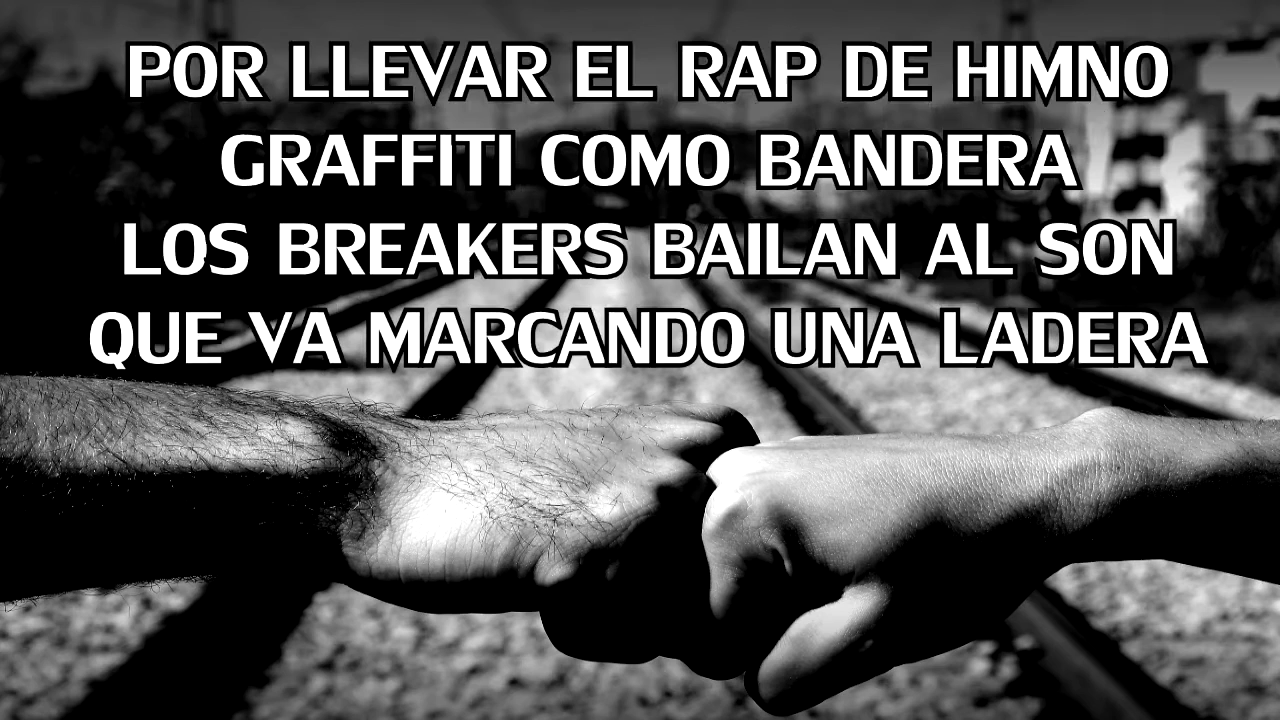 POR LLEVAR EL RAP DE HIMNO
GRAFFITI COMO BANDERA
LOS BREAKERS BAILAN AL SON
QUE VA MARCANDO UNA LADERA